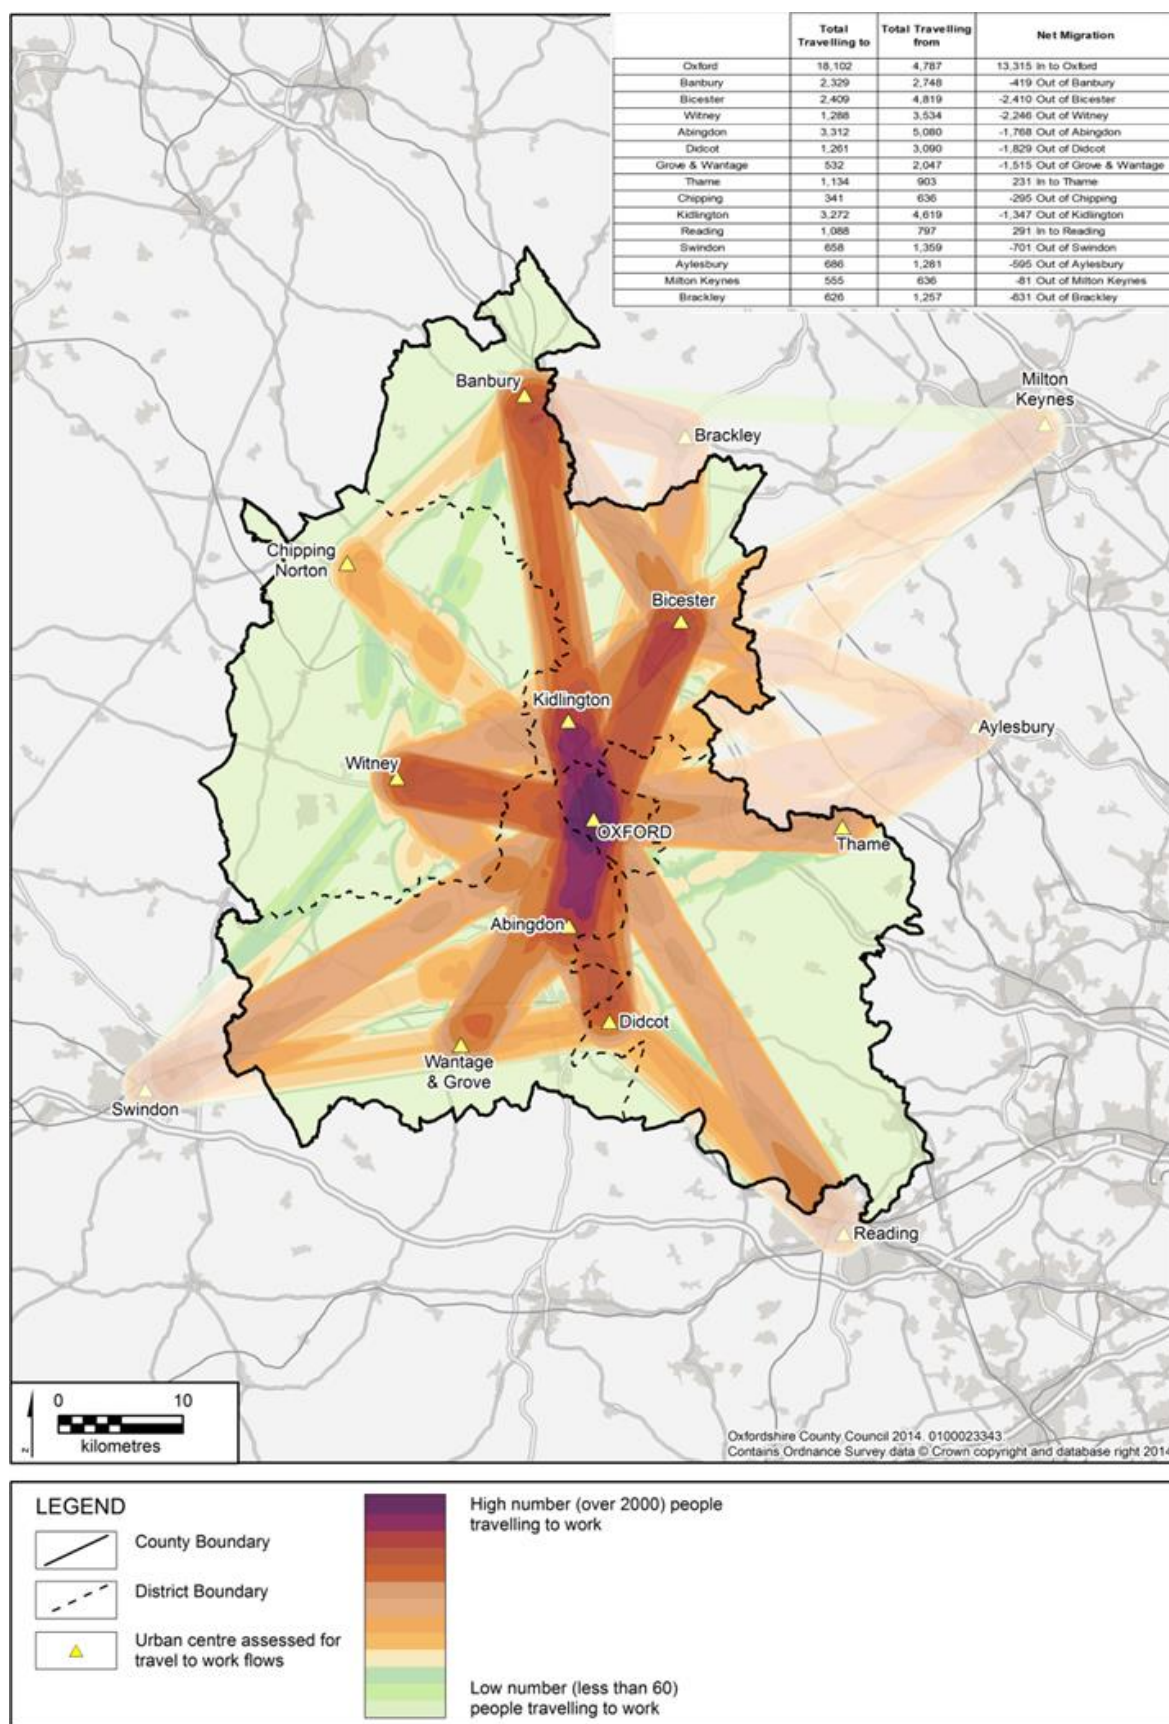 Total Travelling to Total Travelling from Net Migration
Oxford 18,102 4,787 13,315 In to Oxford
Banbury 2,329 2,748 -419 Out of Banbury
Bicester 2,409 4,819 -2,410 Out of Bicester
Witney 1,288 3,534 -2,246 Out of Witney
Abingdon 3,312 5,080 -1,768 Out of Abingdon
Didcot 1,261 3,090 -1,829 Out of Didcot
Grove & Wantage 532 2,047 -1,515 Out of Grove & Wantage
Thame 1,134 903 231 In to Thame
Chipping 341 636 -295 Out of Chipping
Kidlington 3,272 4,619 -1,347 Out of Kidlington
Reading 1,088 797 291 In to Reading
Swindon 658 1,359 -701 Out of Swindon
Aylesbury 686 1,281 -595 Out of Aylesbury
Milton Keynes 555 636 -81 Out of Milton Keynes
Brackley 626 1,257 -631 Out of Brackley
Banbury
Milton
Keynes
Brackley
Chipping
Norton
Bicester
Kidlington
Aylesbury
Witney
OXFORD
Thame
Abingdon
Didcot
Wantage
& Grove
Swindon
Reading
0 10
kilometres
N
Oxfordshire County Council 2014. 0100023343.
Contains Ordnance Survey data © Crown copyright and database right 2014
LEGEND
County Boundary
District Boundary
Urban centre assessed for
travel to work flows
High number (over 2000) people
travelling to work
Low number (less than 60)
people travelling to work